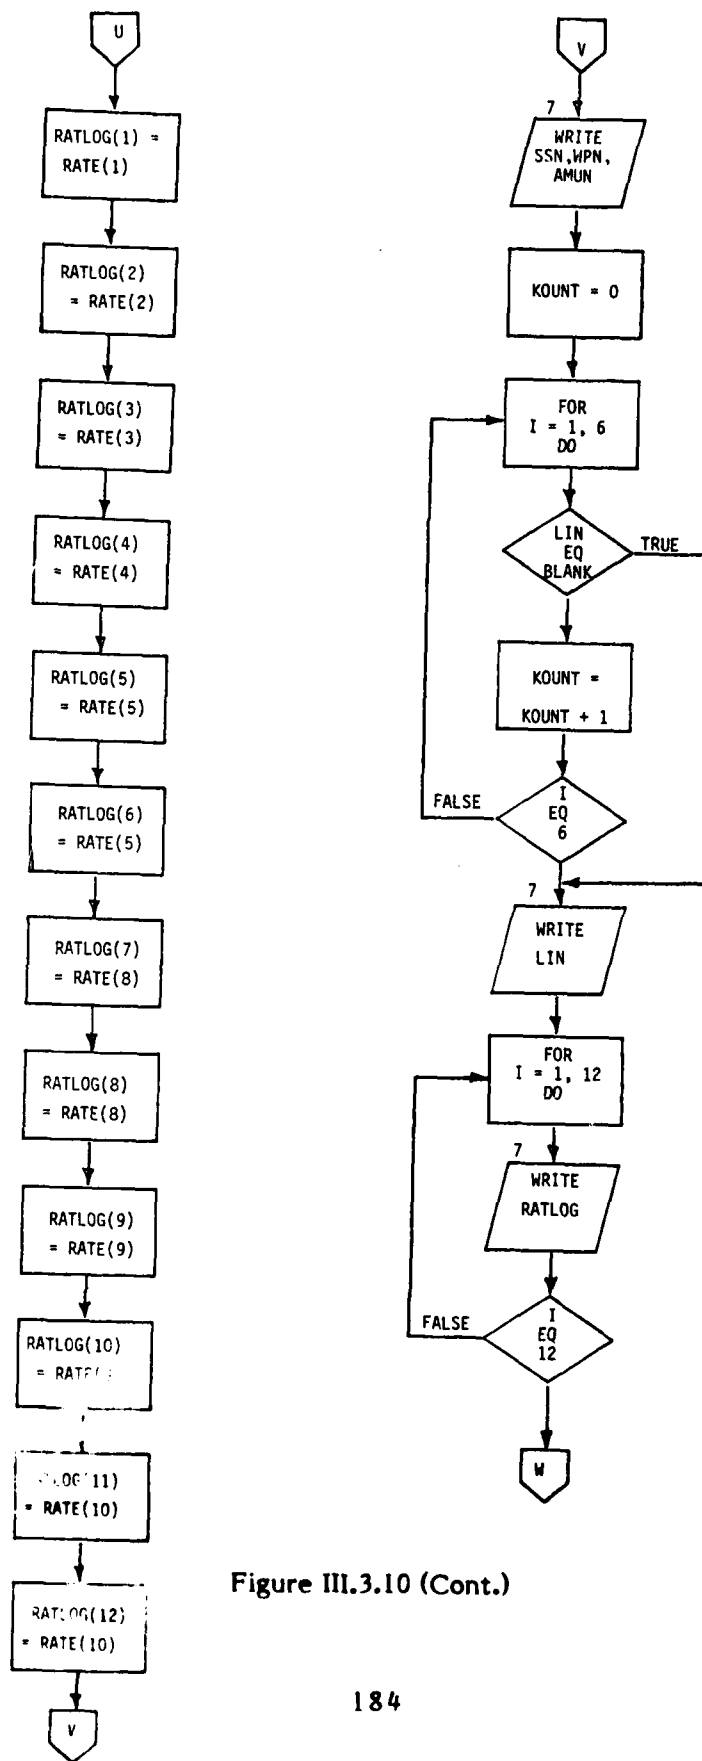 U
RATLOG(1) =
RATE(1)
RATLOG(2)
= RATE(2)
RATLOG(3)
= RATE(3)
RATLOG(4)
= RATE(4)
RATLOG(5)
= RATE(5)
RATLOG(6)
= RATE(5)
RATLOG(7)
= RATE(8)
RATLOG(8)
= RATE(8)
RATLOG(9)
= RATE(9)
RATLOG(10)
=
= RATE(10)
RATLOG(12)
= RATE(10)
V
V
7
WRITE
SSN,WPN,
AMUN
KOUNT = 0
FOR
I = 1, 6
DO
LIN
EQ
BLANK
TRUE
KOUNT =
KOUNT + 1
FALSE
I
EQ
6
7
WRITE
LIN
FOR
I = 1, 12
DO
7
WRITE
RATLOG
FALSE
I
EQ
12
W
Figure III.3.10 (Cont.)
184